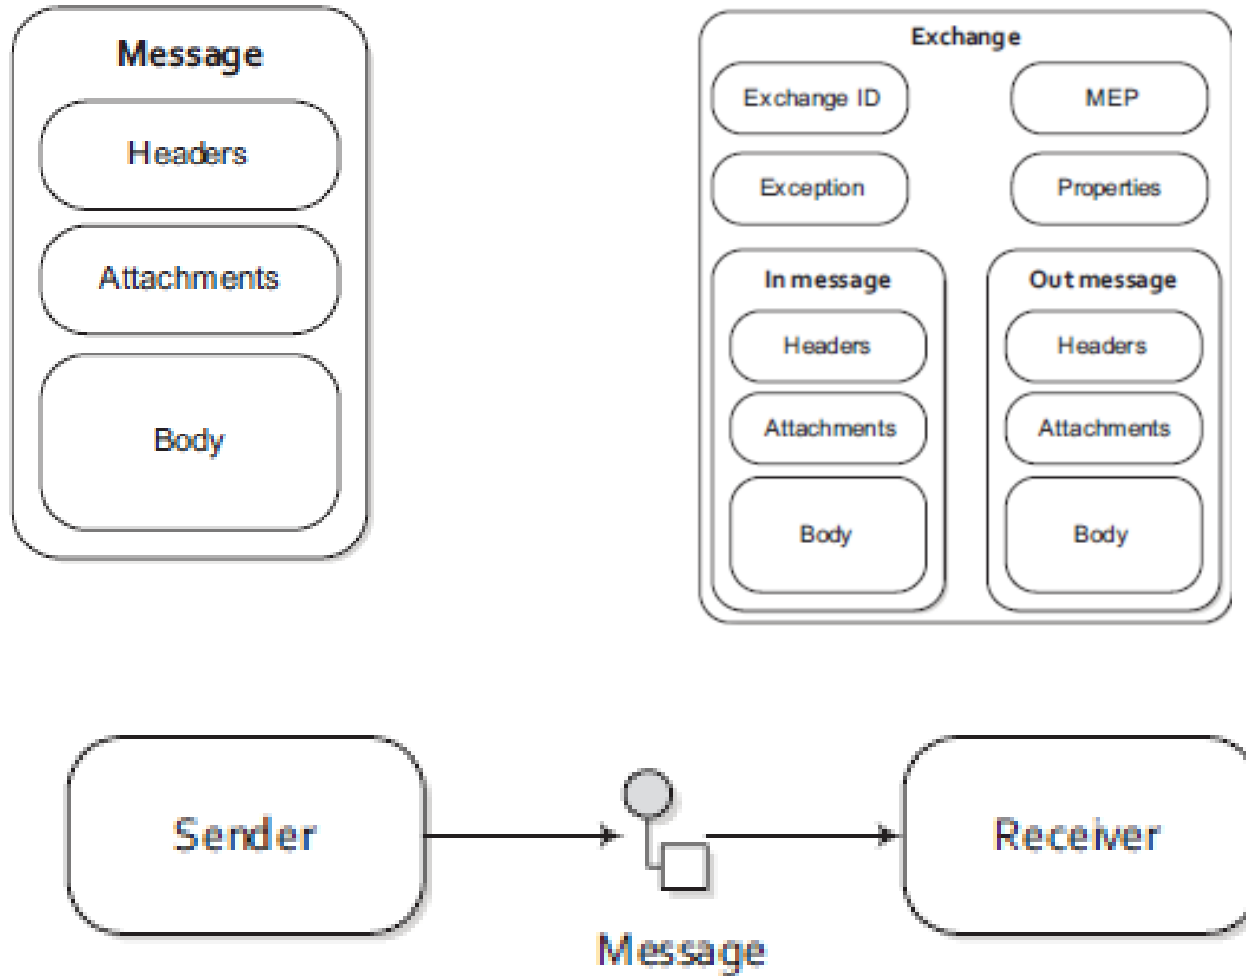 Message
Headers
Attachments
Body
Exchange
Exchange ID
MEP
Exception
Properties
In message
Headers
Attachments
Body
Out message
Headers
Attachments
Body
Sender
Message
Receiver